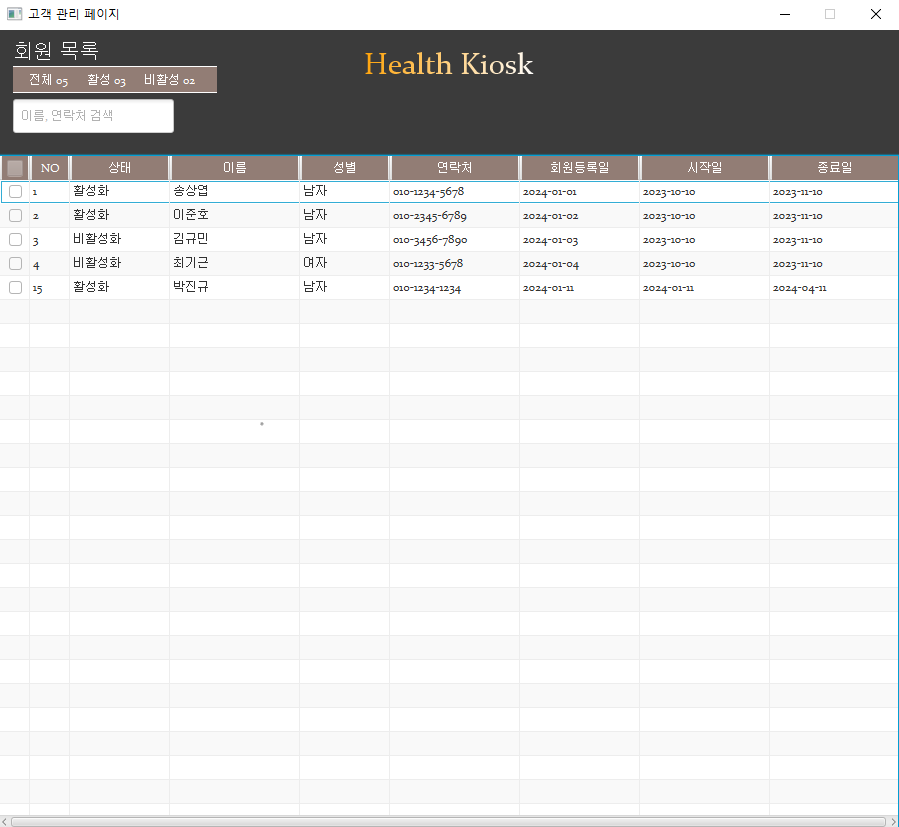 고객 관리 페이지
회원 목록
Health Kiosk
전체 05 활성 03 비활성 02
이름, 연락처 검색
NO 상태 이름 성별 연락처 회원등록일 시작일 종료일
1 활성화 송상엽 남자 010-1234-5678 2024-01-01 2023-10-10 2023-11-10
2 활성화 이준호 남자 010-2345-6789 2024-01-02 2023-10-10 2023-11-10
3 비활성화 김규민 남자 010-3456-7890 2024-01-03 2023-10-10 2023-11-10
4 비활성화 최기근 여자 010-1233-5678 2024-01-04 2023-10-10 2023-11-10
15 활성화 박진규 남자 010-1234-1234 2024-01-11 2024-01-11 2024-04-11